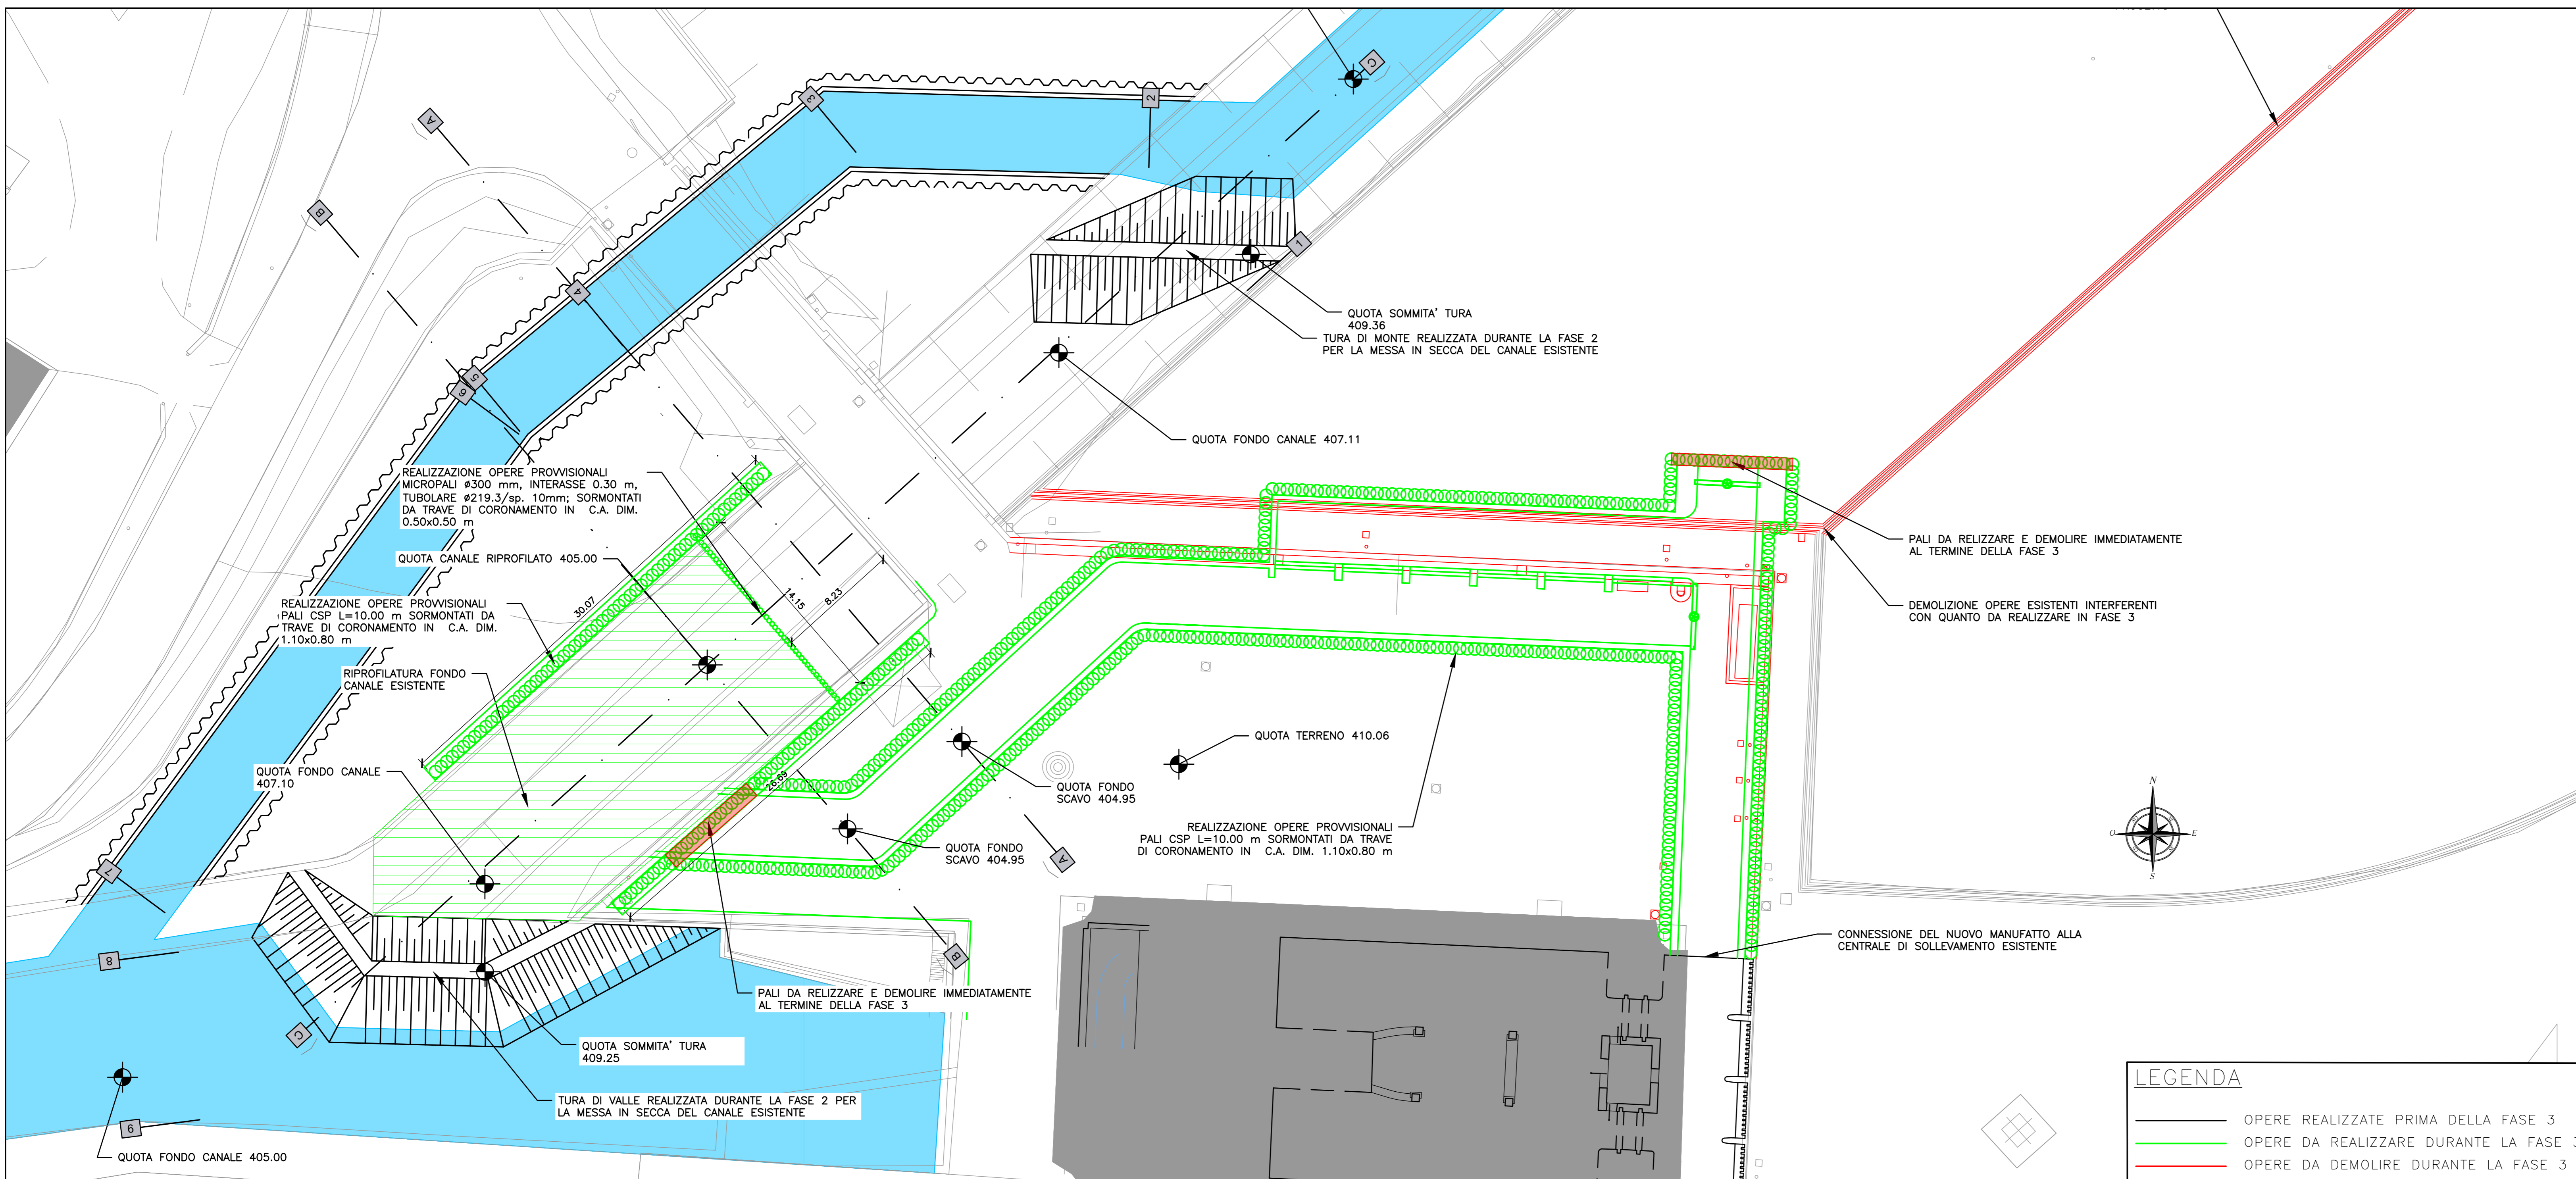 C
3
2
A
B
1
4
QUOTA SOMMITA' TURA
409.36
TURA DI MONTE REALIZZATA DURANTE LA FASE 2
PER LA MESSA IN SECCA DEL CANALE ESISTENTE
5
6
QUOTA FONDO CANALE 407.11
REALIZZAZIONE OPERE PROVVISIONALI
MICROPALI ø300 mm, INTERASSE 0.30 m,
TUBOLARE ø219.3/sp. 10mm; SORMONTATI
DA TRAVE DI CORONAMENTO IN C.A. DIM.
0.50x0.50 m
QUOTA CANALE RIPROFILATO 405.00
PALI DA RELIZZARE E DEMOLIRE IMMEDIATAMENTE
AL TERMINE DELLA FASE 3
REALIZZAZIONE OPERE PROVVISIONALI
PALI CSP L=10.00 m SORMONTATI DA
TRAVE DI CORONAMENTO IN C.A. DIM.
1.10x0.80 m
30.07
14.15
8.23
DEMOLIZIONE OPERE ESISTENTI INTERFERENTI
CON QUANTO DA REALIZZARE IN FASE 3
RIPROFILATURA FONDO
CANALE ESISTENTE
QUOTA TERRENO 410.06
QUOTA FONDO CANALE
407.10
26.69
QUOTA FONDO
SCAVO 404.95
N
O
E
S
REALIZZAZIONE OPERE PROVVISIONALI
PALI CSP L=10.00 m SORMONTATI DA TRAVE
DI CORONAMENTO IN C.A. DIM. 1.10x0.80 m
QUOTA FONDO
SCAVO 404.95
A
7
CONNESSIONE DEL NUOVO MANUFATTO ALLA
CENTRALE DI SOLLEVAMENTO ESISTENTE
8
B
PALI DA RELIZZARE E DEMOLIRE IMMEDIATAMENTE
AL TERMINE DELLA FASE 3
C
QUOTA SOMMITA' TURA
409.25
TURA DI VALLE REALIZZATA DURANTE LA FASE 2 PER
LA MESSA IN SECCA DEL CANALE ESISTENTE
9
QUOTA FONDO CANALE 405.00
LEGENDA
OPERE REALIZZATE PRIMA DELLA FASE 3
OPERE DA REALIZZARE DURANTE LA FASE 3
OPERE DA DEMOLIRE DURANTE LA FASE 3